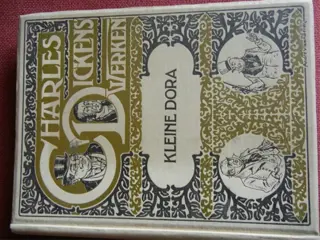 CHARLES
DICKENS
WERKEN
KLEINE DORA